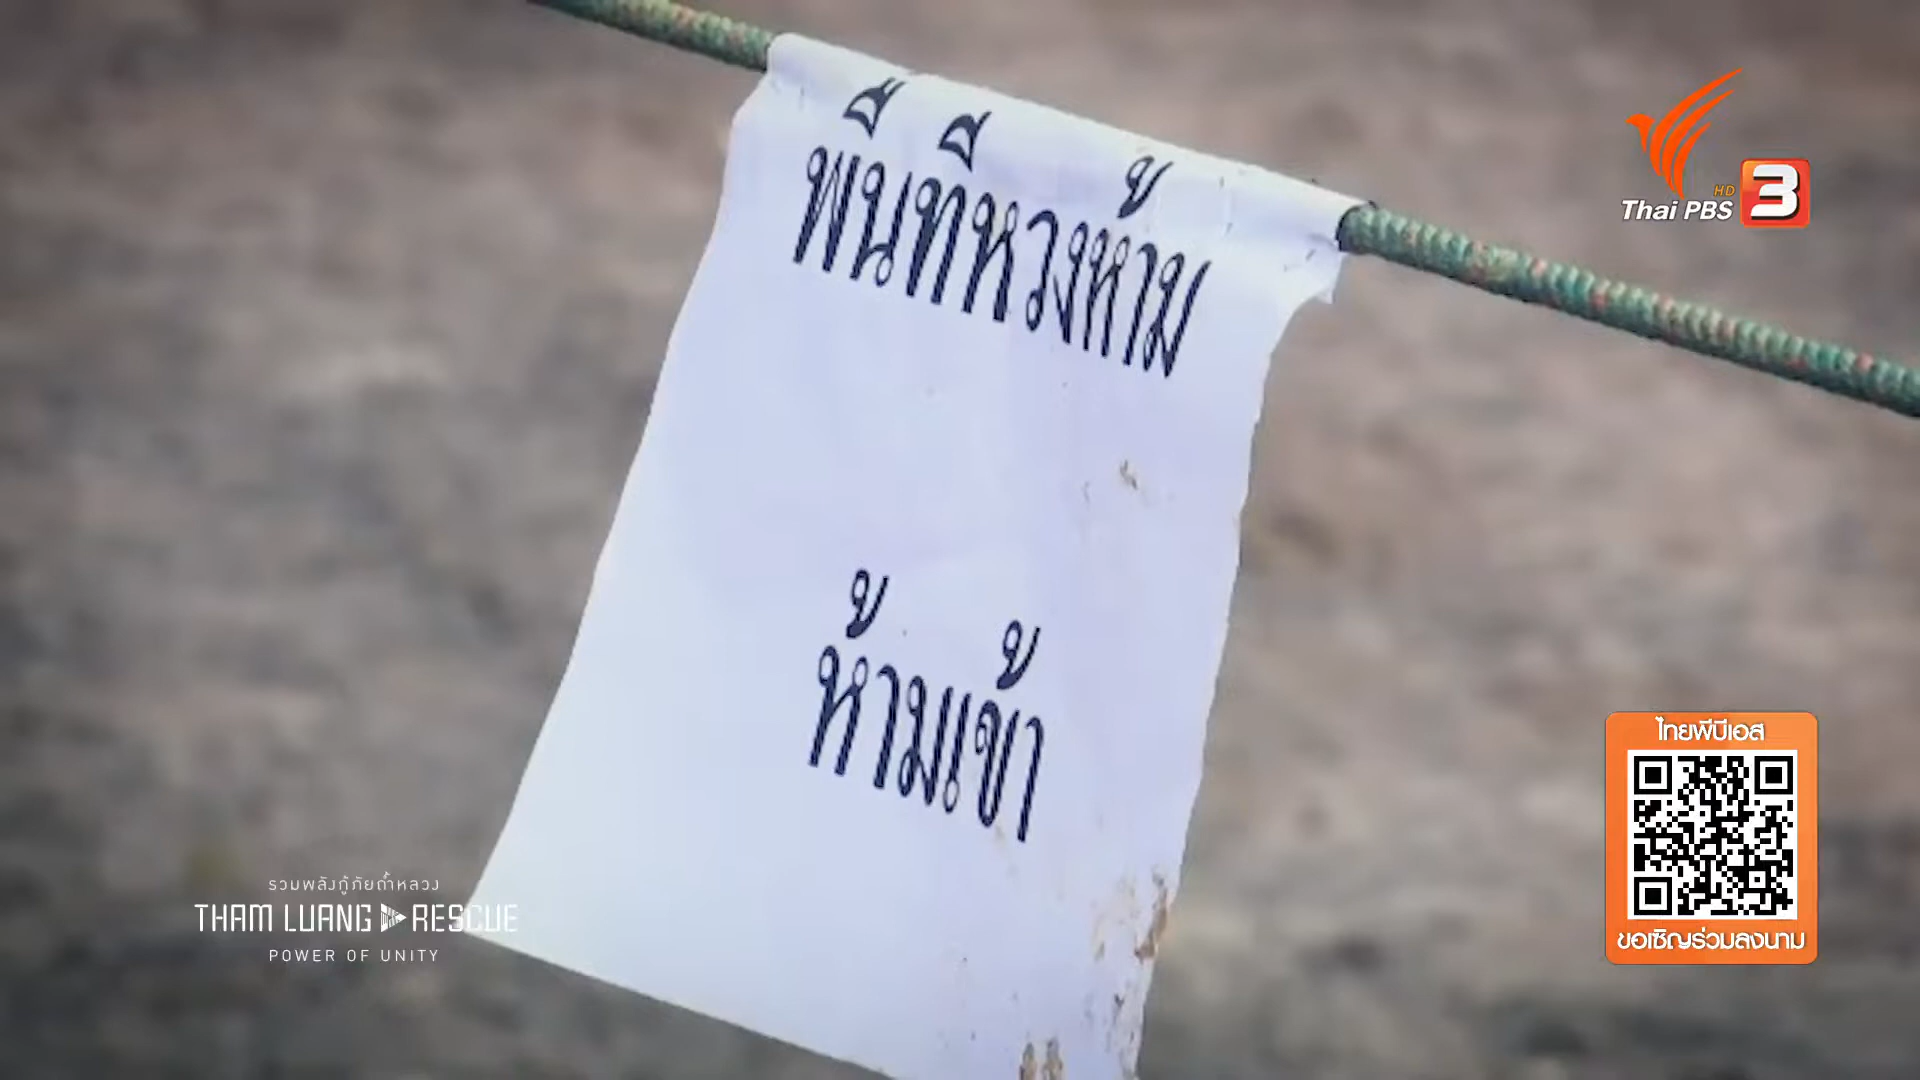 พื้นที่หวงห้าม
ห้ามเข้า
HD
Thai PBS 3
ไทยพีบีเอส
ขอเชิญร่วมลงนาม
รวมพลังกู้ภัยถ้ำหลวง
THAM LUANG RESCUE
POWER OF UNITY